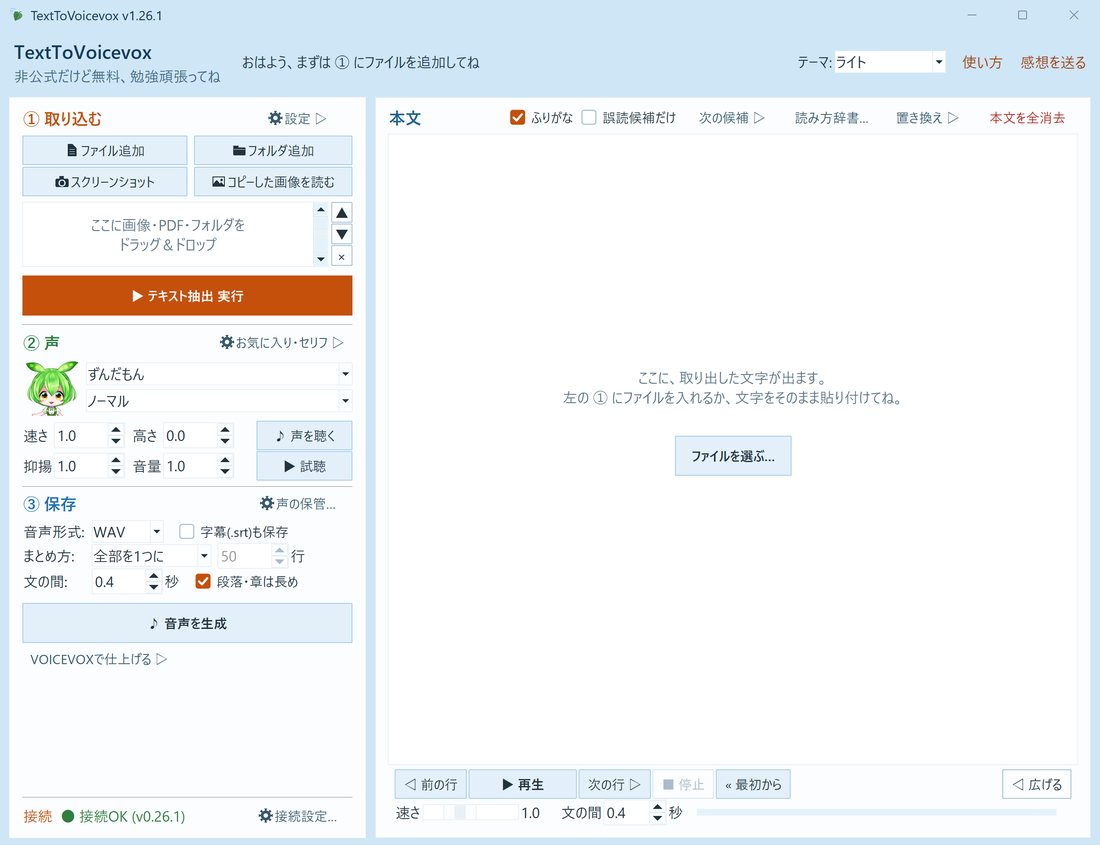 TextToVoicevox v1.26.1
TextToVoicevox
非公式だけど無料、勉強頑張ってね
おはよう、まずは ① にファイルを追加してね
テーマ: ライト
使い方
感想を送る
① 取り込む
設定 ▷
ファイル追加
フォルダ追加
スクリーンショット
コピーした画像を読む
ここに画像・PDF・フォルダを
ドラッグ & ドロップ
▲
▼
×
▶ テキスト抽出 実行
② 声
お気に入り・セリフ ▷
ずんだもん
ノーマル
速さ 1.0 高さ 0.0 ♪ 声を聴く
抑揚 1.0 音量 1.0 ▶ 試聴
③ 保存
声の保管...
音声形式: WAV 字幕(.srt)も保存
まとめ方: 全部を1つに 50 行
文の間: 0.4 秒 段落・章は長め
♪ 音声を生成
VOICEVOXで仕上げる ▷
接続 ● 接続OK (v0.26.1)
接続設定...
本文
ふりがな 誤読候補だけ 次の候補 ▷ 読み方辞書... 置き換え ▷ 本文を全消去
ここに、取り出した文字が出ます。
左の ① にファイルを入れるか、文字をそのまま貼り付けてね。
ファイルを選ぶ...
◁ 前の行 ▶ 再生 次の行 ▷ ■ 停止 « 最初から ◁ 広げる
速さ 1.0 文の間 0.4 秒